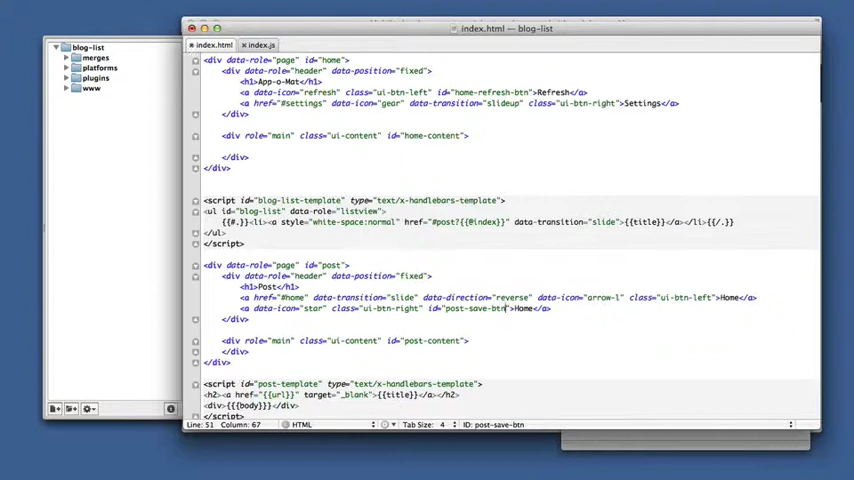 index.html — blog-list
index.html
index.js
blog-list
merges
platforms
plugins
www
<div data-role="page" id="home">
<div data-role="header" data-position="fixed">
<h1>App-o-Mat</h1>
<a data-icon="refresh" class="ui-btn-left" id="home-refresh-btn">Refresh</a>
<a href="#settings" data-icon="gear" data-transition="slideup" class="ui-btn-right">Settings</a>
</div>
<div role="main" class="ui-content" id="home-content">
</div>
</div>
<script id="blog-list-template" type="text/x-handlebars-template">
<ul id="blog-list" data-role="listview">
{{#.}}<li><a style="white-space:normal" href="#post?{{@index}}" data-transition="slide">{{title}}</a></li>{{/.}}
</ul>
</script>
<div data-role="page" id="post">
<div data-role="header" data-position="fixed">
<h1>Post</h1>
<a href="#home" data-transition="slide" data-direction="reverse" data-icon="arrow-l" class="ui-btn-left">Home</a>
<a data-icon="star" class="ui-btn-right" id="post-save-btn">Home</a>
</div>
<div role="main" class="ui-content" id="post-content">
</div>
</div>
<script id="post-template" type="text/x-handlebars-template">
<h2><a href="{{url}}" target="_blank">{{title}}</a></h2>
<div>{{{body}}}</div>
</script>
Line: 51 Column: 67 HTML Tab Size: 4 ID: post-save-btn